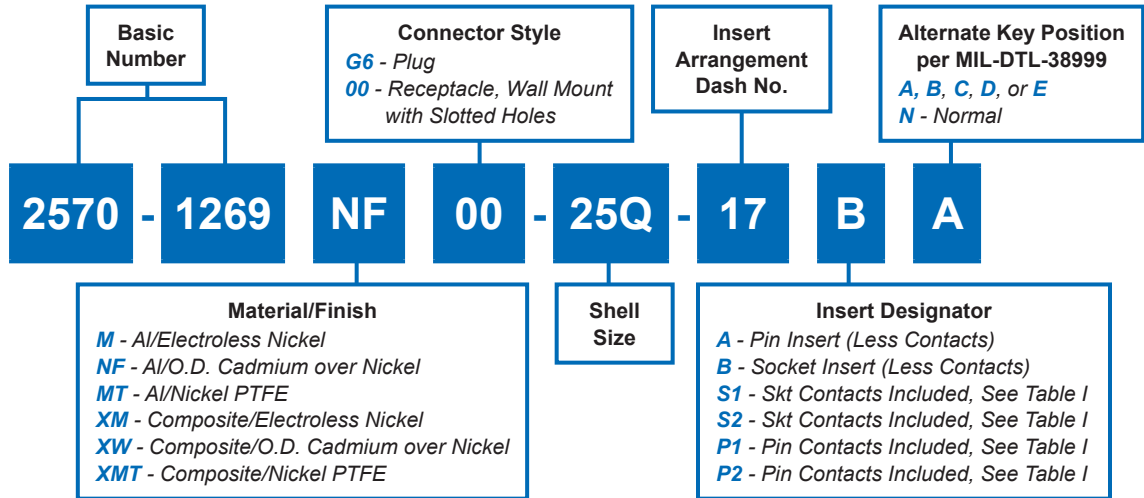 Basic
Number
Connector Style
G6 - Plug
00 - Receptacle, Wall Mount
with Slotted Holes
Insert
Arrangement
Dash No.
Alternate Key Position
per MIL-DTL-38999
A, B, C, D, or E
N - Normal
2570 - 1269 NF 00 - 25Q - 17 B A
Material/Finish
M - Al/Electroless Nickel
NF - Al/O.D. Cadmium over Nickel
MT - Al/Nickel PTFE
XM - Composite/Electroless Nickel
XW - Composite/O.D. Cadmium over Nickel
XMT - Composite/Nickel PTFE
Shell
Size
Insert Designator
A - Pin Insert (Less Contacts)
B - Socket Insert (Less Contacts)
S1 - Skt Contacts Included, See Table I
S2 - Skt Contacts Included, See Table I
P1 - Pin Contacts Included, See Table I
P2 - Pin Contacts Included, See Table I